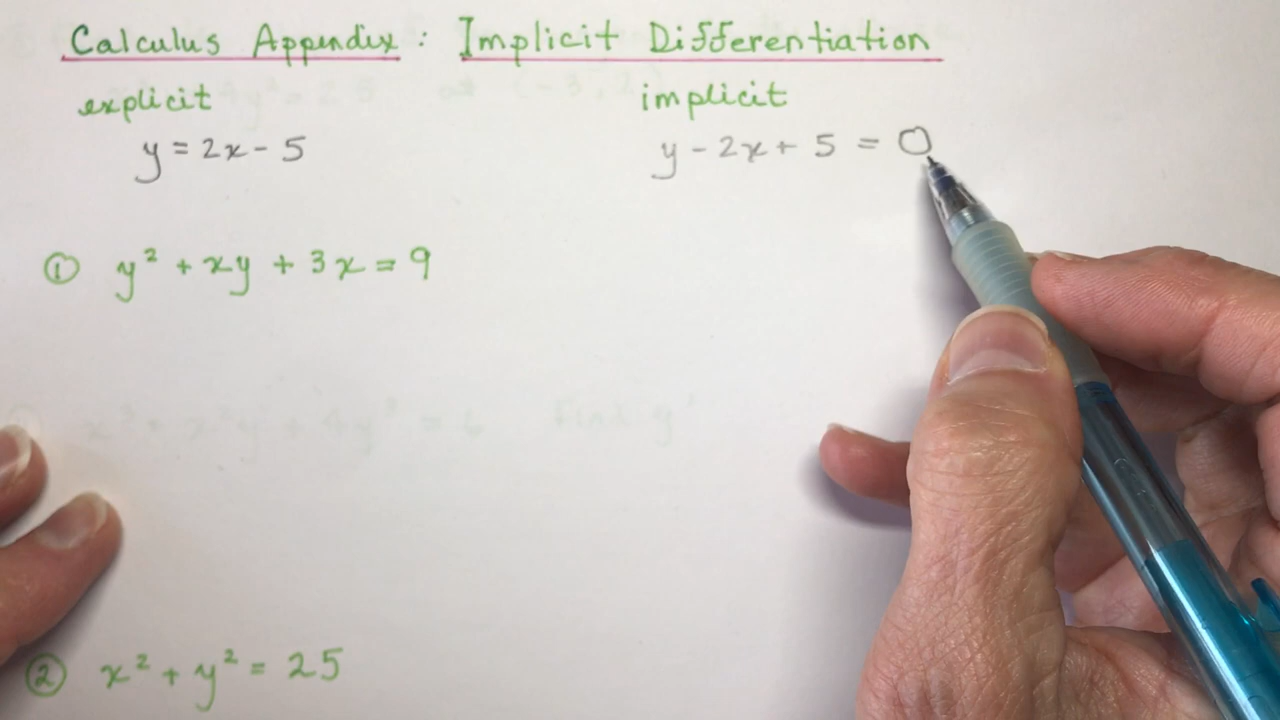 Calculus Appendix: Implicit Differentiation
explicit implicit
y = 2x - 5 y - 2x + 5 = 0
① y² + xy + 3x = 9
② x² + y² = 25